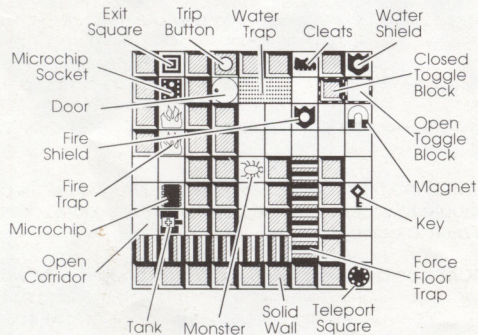 Exit
Square
Trip
Button
Water
Trap
Cleats
Water
Shield
Microchip
Socket
Closed
Toggle
Block
Door
Open
Toggle
Block
Fire
Shield
Magnet
Fire
Trap
Key
Microchip
Open
Corridor
Force
Floor
Trap
Tank
Monster
Solid
Wall
Teleport
Square